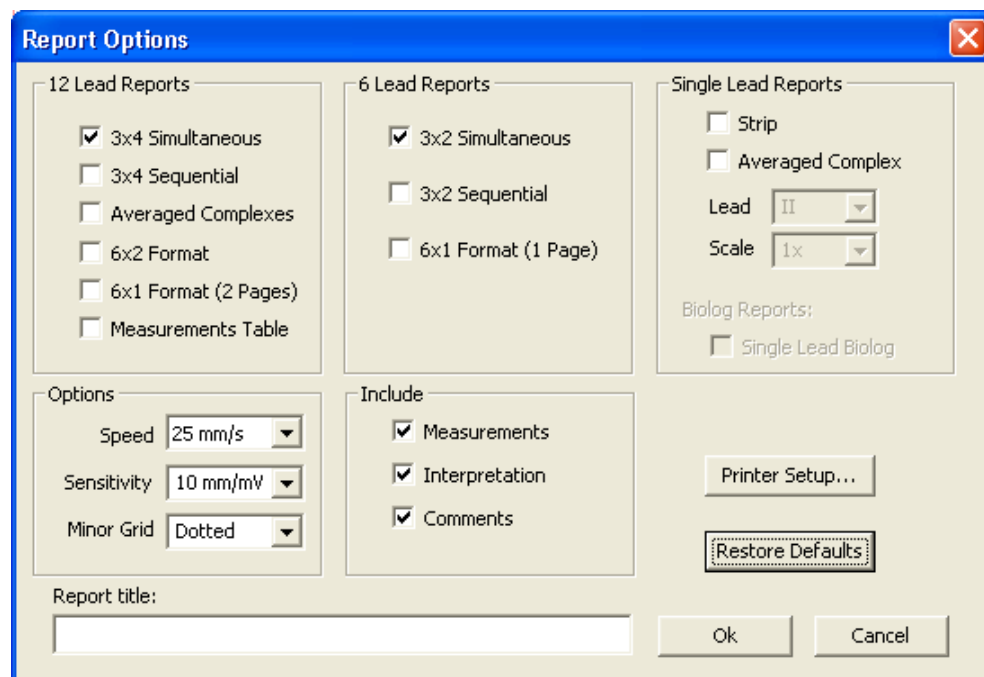 Report Options
12 Lead Reports
3x4 Simultaneous
3x4 Sequential
Averaged Complexes
6x2 Format
6x1 Format (2 Pages)
Measurements Table
6 Lead Reports
3x2 Simultaneous
3x2 Sequential
6x1 Format (1 Page)
Single Lead Reports
Strip
Averaged Complex
Lead II
Scale 1x
Biolog Reports:
Single Lead Biolog
Options
Speed 25 mm/s
Sensitivity 10 mm/mV
Minor Grid Dotted
Include
Measurements
Interpretation
Comments
Printer Setup...
Restore Defaults
Report title:
Ok
Cancel